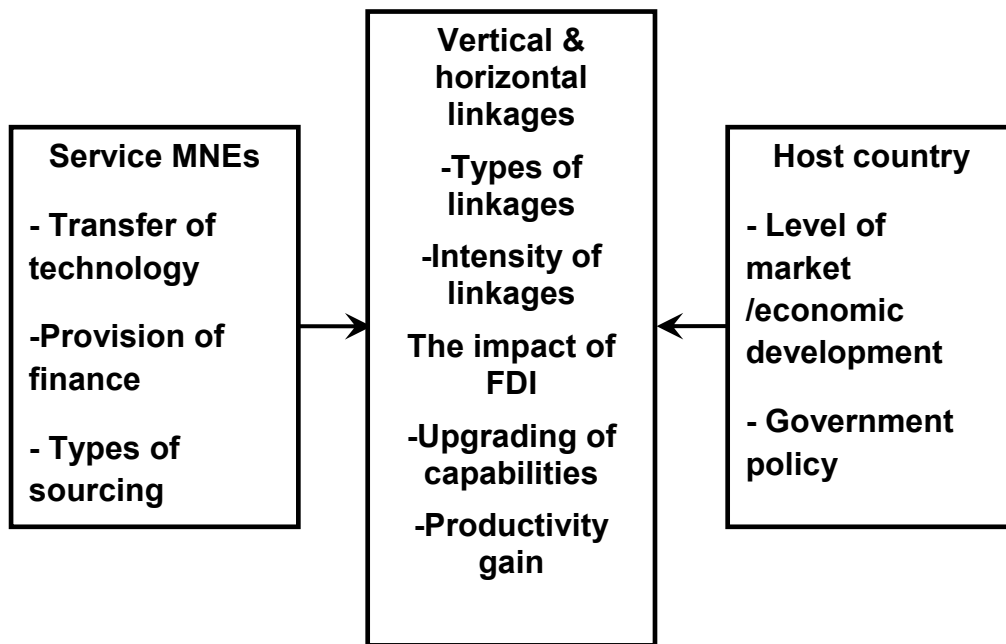 Service MNEs
- Transfer of
technology
-Provision of
finance
- Types of
sourcing
Vertical &
horizontal
linkages
-Types of
linkages
-Intensity of
linkages
The impact of
FDI
-Upgrading of
capabilities
-Productivity
gain
Host country
- Level of
market
/economic
development
- Government
policy